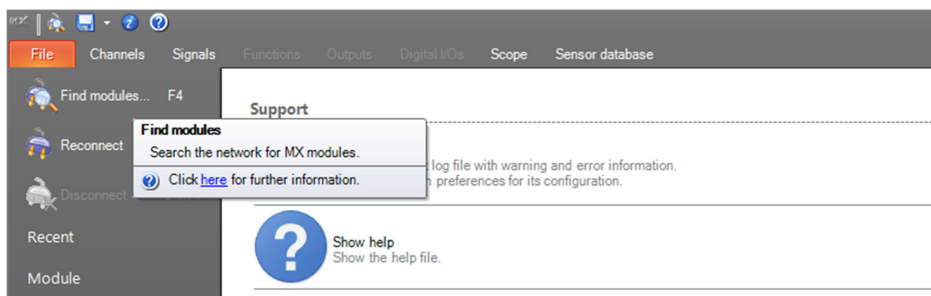 MX
File Channels Signals Functions Outputs Digital I/Os Scope Sensor database
Find modules... F4
Support
Find modules
Search the network for MX modules.
Reconnect
log file with warning and error information.
Click here for further information.
preferences for its configuration.
Disconnect
Recent
Show help
Show the help file.
Module